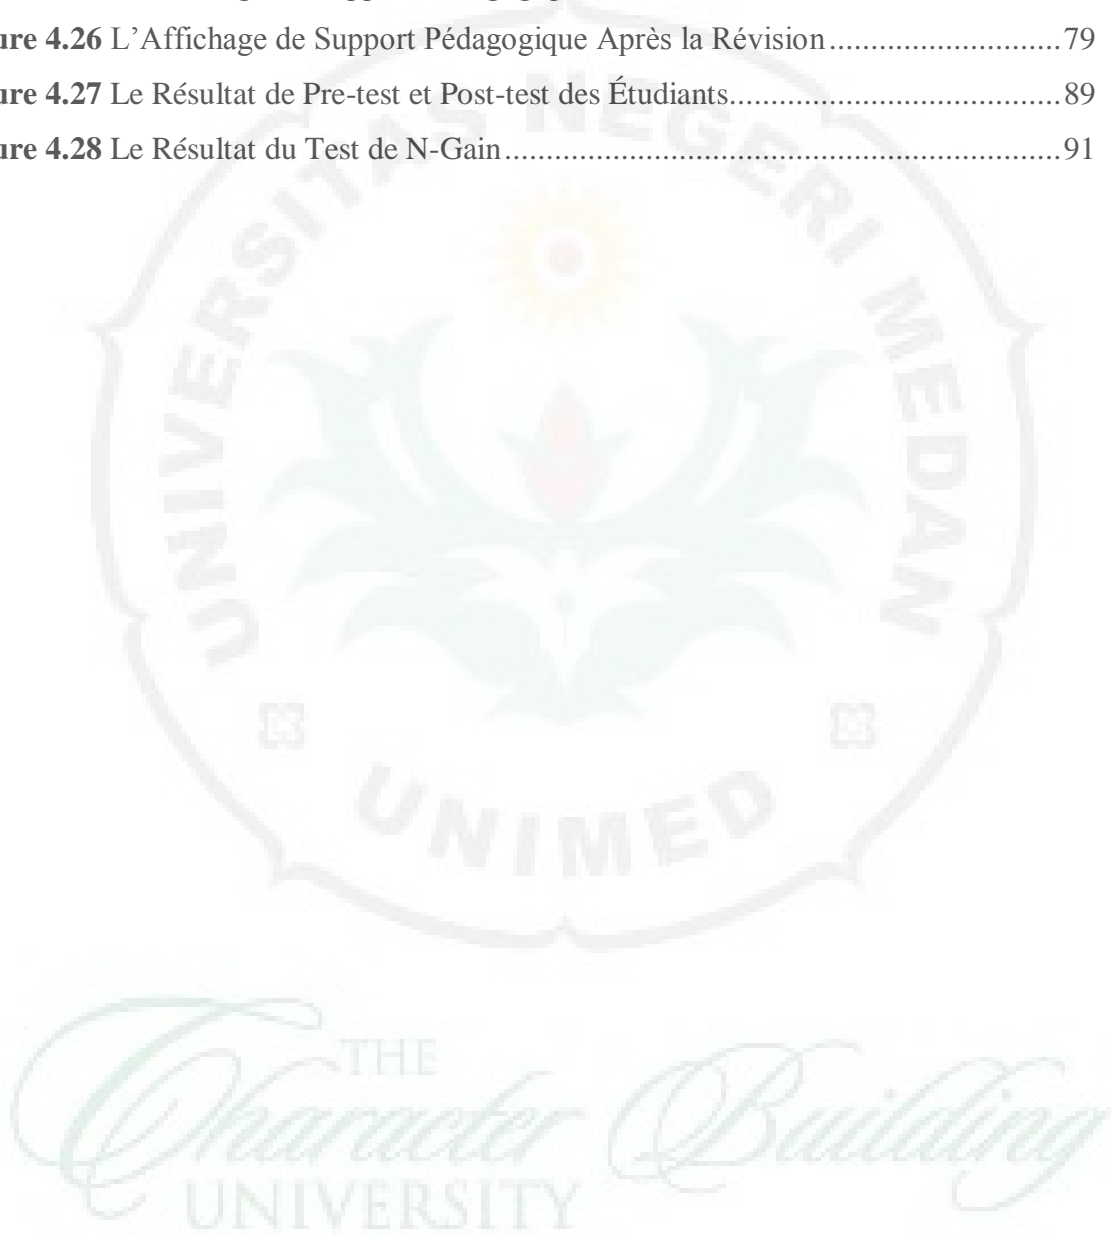 ure 4.26 L’Affichage de Support Pédagogique Après la Révision............................79
ure 4.27 Le Résultat de Pre-test et Post-test des Étudiants........................................89
ure 4.28 Le Résultat du Test de N-Gain...................................................................91
UNIVERSITAS NEGERI MEDAN
UNIMED
THE
Character Building
UNIVERSITY